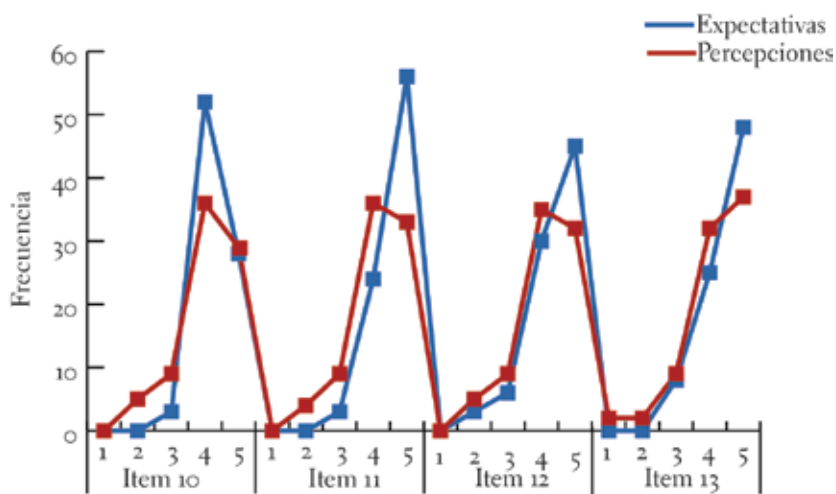 Expectativas
Percepciones
Frecuencia
60
50
40
30
20
10
0
1 2 3 4 5 1 2 3 4 5 1 2 3 4 5 1 2 3 4 5
Item 10 Item 11 Item 12 Item 13